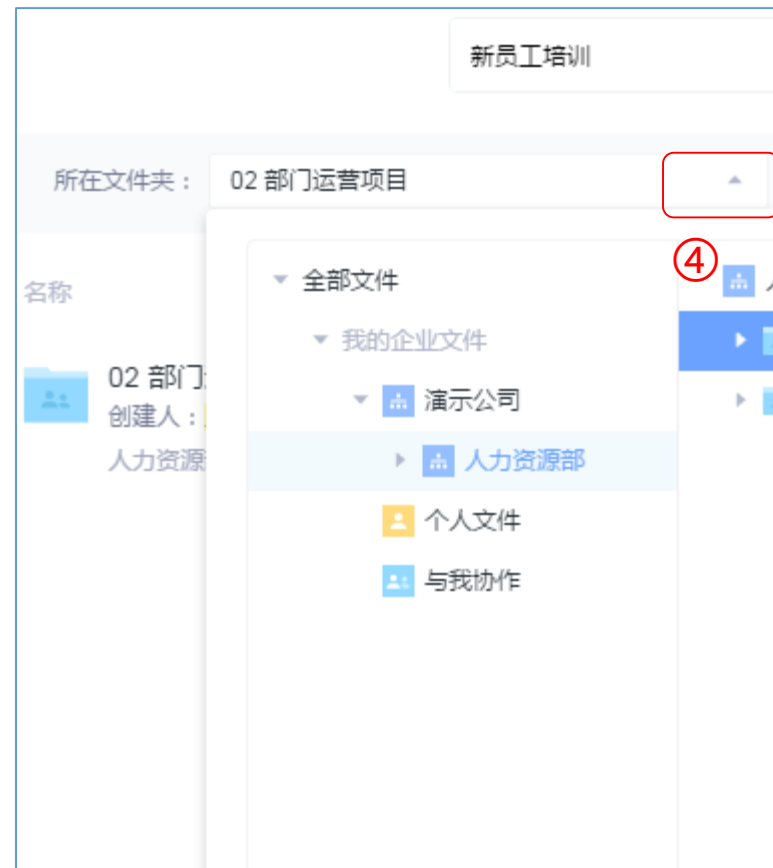 新员工培训
所在文件夹： 02 部门运营项目
④
全部文件
名称
我的企业文件
02 部门
演示公司
创建人：
人力资源部
人力资源
个人文件
与我协作